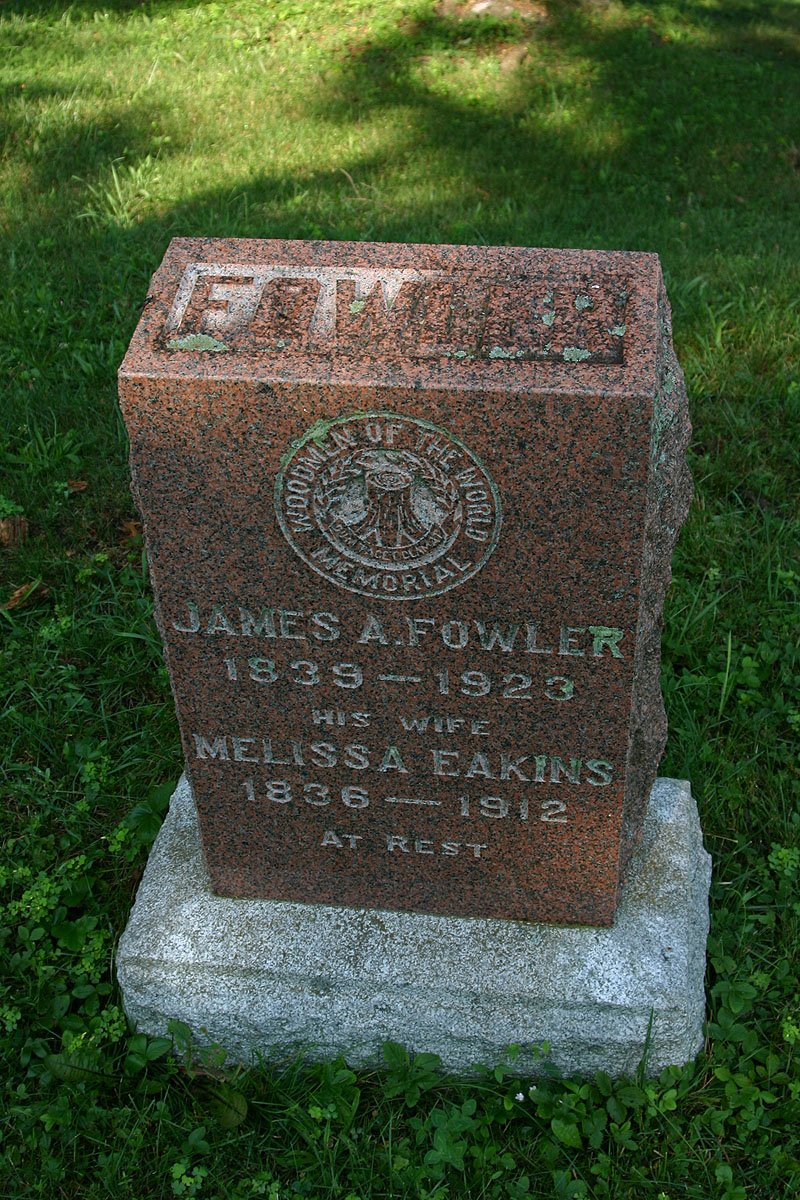 FOWLER
WOODMEN OF THE WORLD
MEMORIAL
JAMES A. FOWLER
1839 — 1923
HIS WIFE
MELISSA EAKINS
1836 — 1912
AT REST